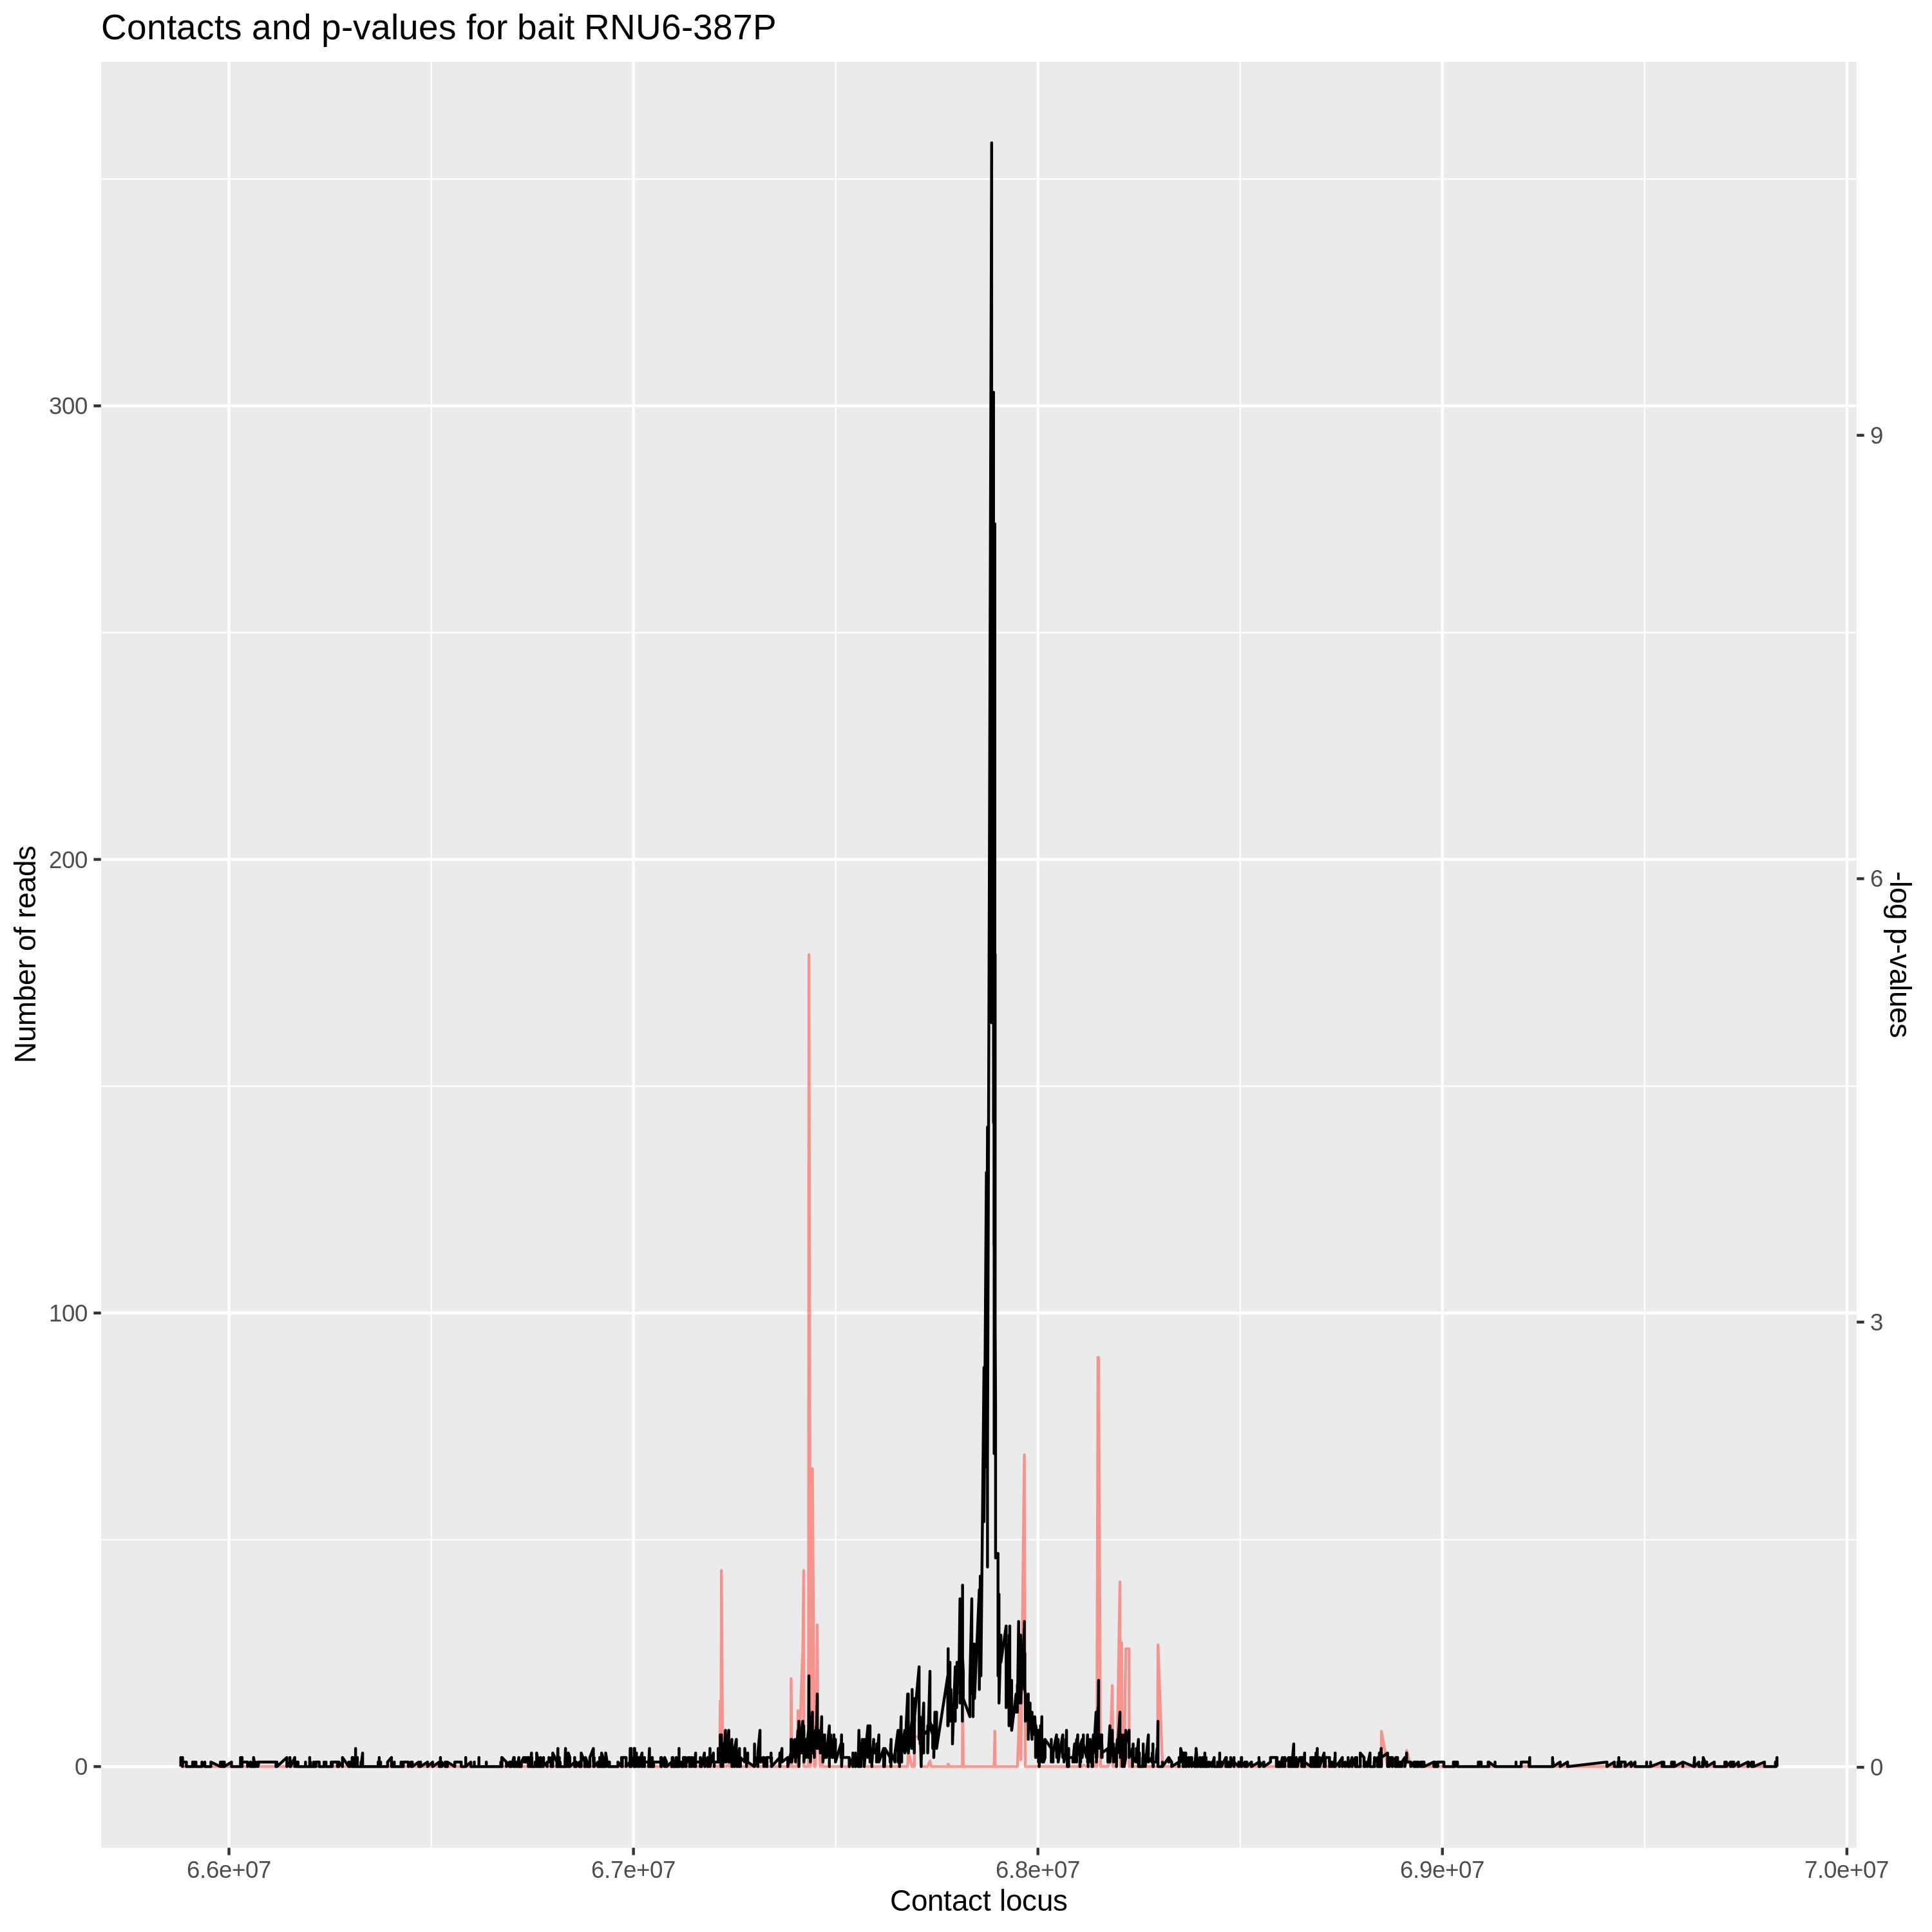 Contacts and p-values for bait RNU6-387P
300
200
100
0
9
6
3
0
Number of reads
-log p-values
6.6e+07
6.7e+07
6.8e+07
6.9e+07
7.0e+07
Contact locus